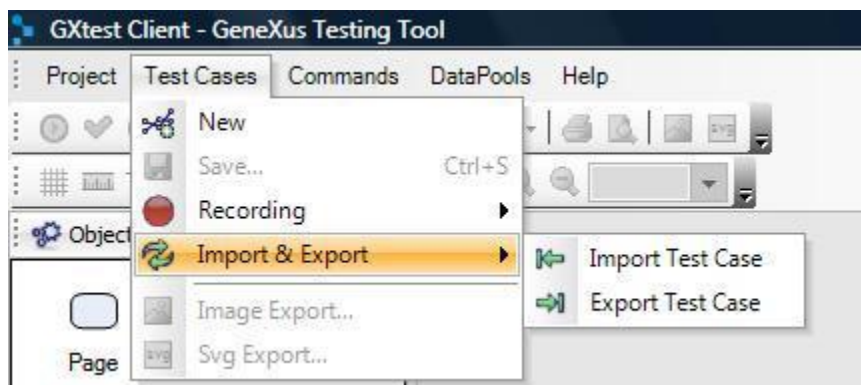 GXtest Client - GeneXus Testing Tool
Project Test Cases Commands DataPools Help
New
Save... Ctrl+S
Recording
Object
Import & Export
Import Test Case
Export Test Case
Image Export...
Page
Svg Export...